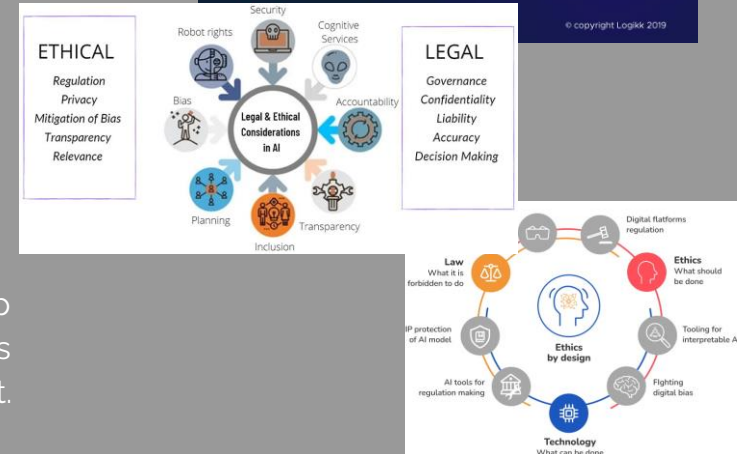 © copyright Logikk 2019
ETHICAL
Regulation
Privacy
Mitigation of Bias
Transparency
Relevance
Security
Robot rights
Cognitive
Services
Bias
Legal & Ethical
Considerations
in AI
Accountability
Planning
Transparency
Inclusion
LEGAL
Governance
Confidentiality
Liability
Accuracy
Decision Making
Digital flatforms
regulation
Law
What it is
forbidden to do
Ethics
What should
be done
IP protection
of AI model
Ethics
by design
Tooling for
interpretable A
AI tools for
regulation making
Fighting
digital bias
Technology
What can be done
s
t.